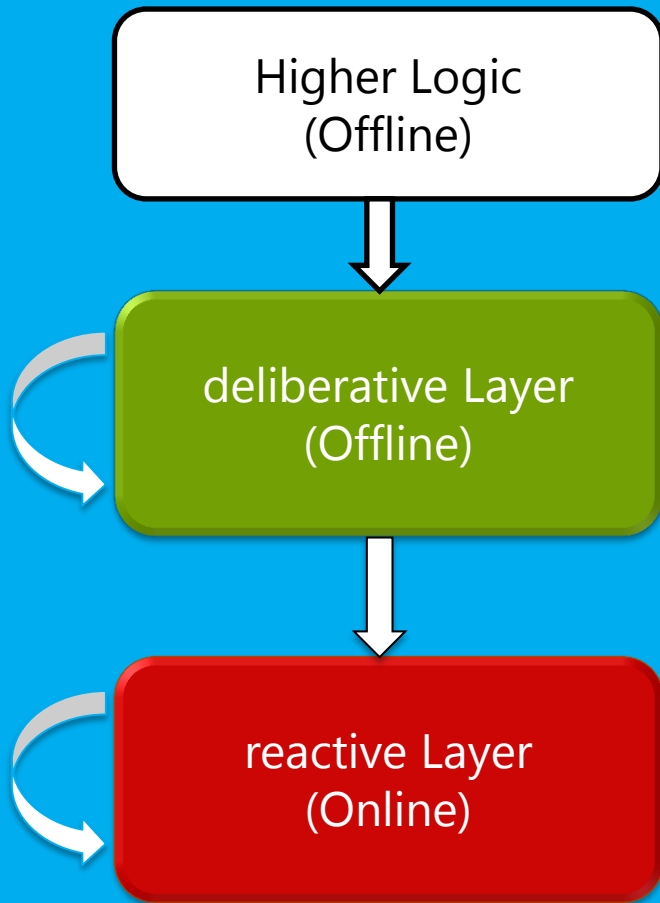 Higher Logic
(Offline)
deliberative Layer
(Offline)
reactive Layer
(Online)